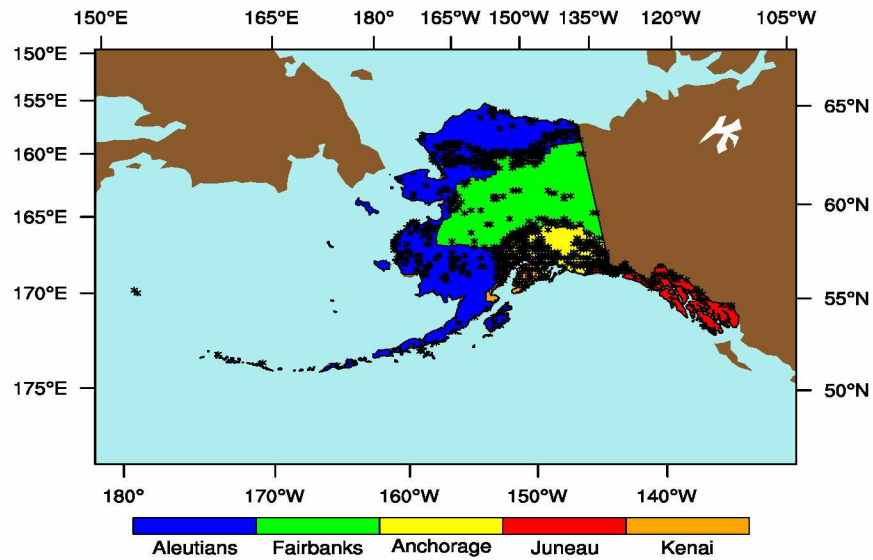 150°E 165°E 180° 165°W 150°W 135°W 120°W 105°W
150°E
155°E 65°N
160°E
60°N
165°E
170°E 55°N
175°E 50°N
180° 170°W 160°W 150°W 140°W
Aleutians Fairbanks Anchorage Juneau Kenai